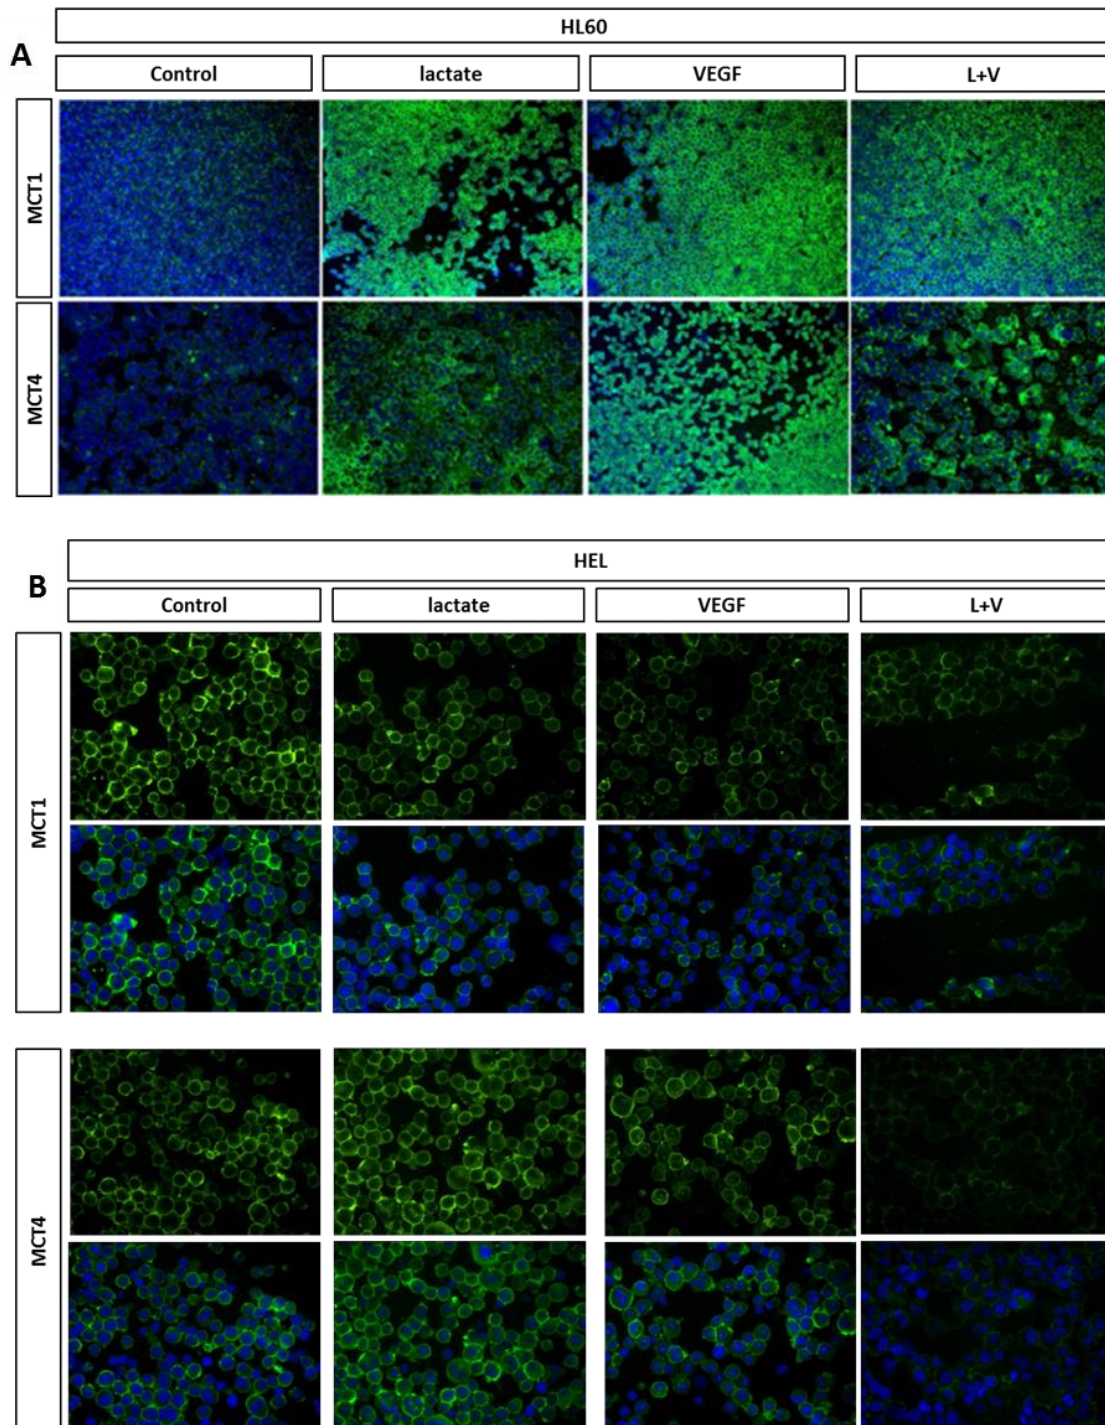 HL60
A
Control lactate VEGF L+V
MCT1
MCT4
HEL
B
Control lactate VEGF L+V
MCT1
MCT4